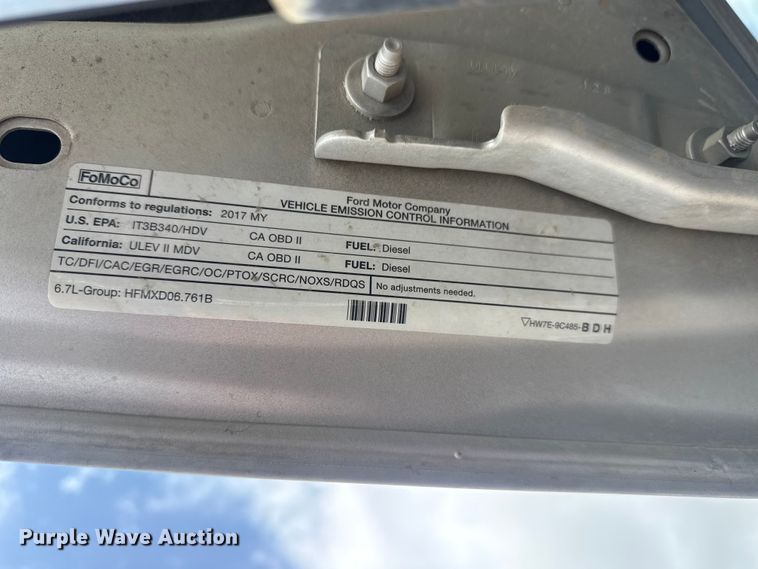 FoMoCo
Ford Motor Company
VEHICLE EMISSION CONTROL INFORMATION
Conforms to regulations: 2017 MY
U.S. EPA: IT3B340/HDV CA OBD II FUEL: Diesel
California: ULEV II MDV CA OBD II FUEL: Diesel
TC/DFI/CAC/EGR/EGRC/OC/PTOX/SCRC/NOXS/RDQS No adjustments needed.
6.7L-Group: HFMXD06.761B
HW7E-9C485-BDH
Purple Wave Auction